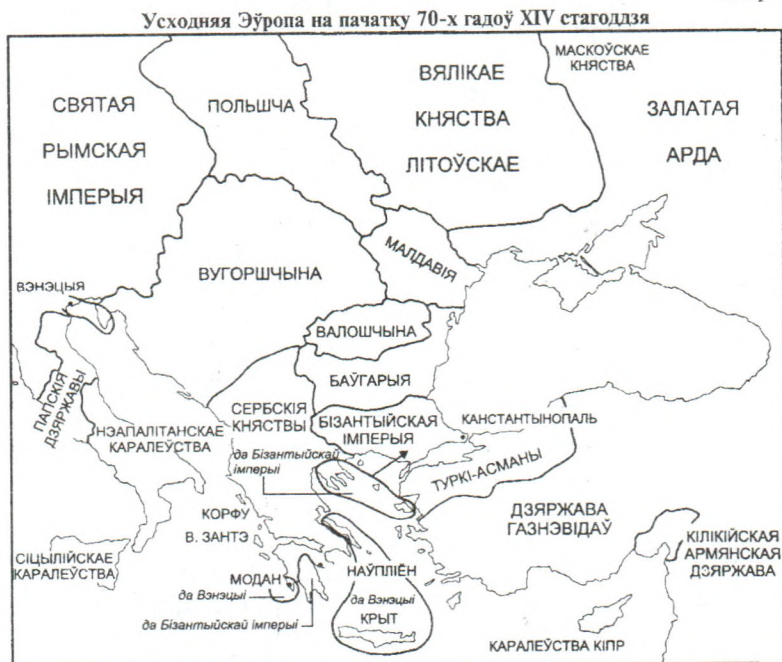 Усходняя Эўропа на пачатку 70-х гадоў XIV стагоддзя
МАСКОЎСКАЕ
КНЯСТВА
СВЯТАЯ
РЫМСКАЯ
ІМПЕРЫЯ
ПОЛЬШЧА
ВЯЛІКАЕ
КНЯСТВА
ЛІТОЎСКАЕ
ЗАЛАТАЯ
АРДА
ВУГОРШЧЫНА
МАЛДАВІЯ
ВЭНЭЦЫЯ
ВАЛОШЧЫНА
БАЎГАРЫЯ
ПАПСКІЯ
ДЗЯРЖАВЫ
НЭАПАЛІТАНСКАЕ
КАРАЛЕЎСТВА
СЕРБСКІЯ
КНЯСТВЫ
БІЗАНТЫЙСКАЯ
ІМПЕРЫЯ
КАНСТАНТЫНОПАЛЬ
да Бізантыйскай
імперыі
ТУРКІ-АСМАНЫ
ДЗЯРЖАВА
ГАЗНЭВІДАЎ
КОРФУ
В. ЗАНТЭ
КІЛІКІЙСКАЯ
АРМЯНСКАЯ
ДЗЯРЖАВА
СІЦЫЛІЙСКАЕ
КАРАЛЕЎСТВА
МОДАН
да Вэнэцыі
НАЎПЛІЁН
да Вэнэцыі
КРЫТ
да Бізантыйскай імперыі
КАРАЛЕЎСТВА КІПР